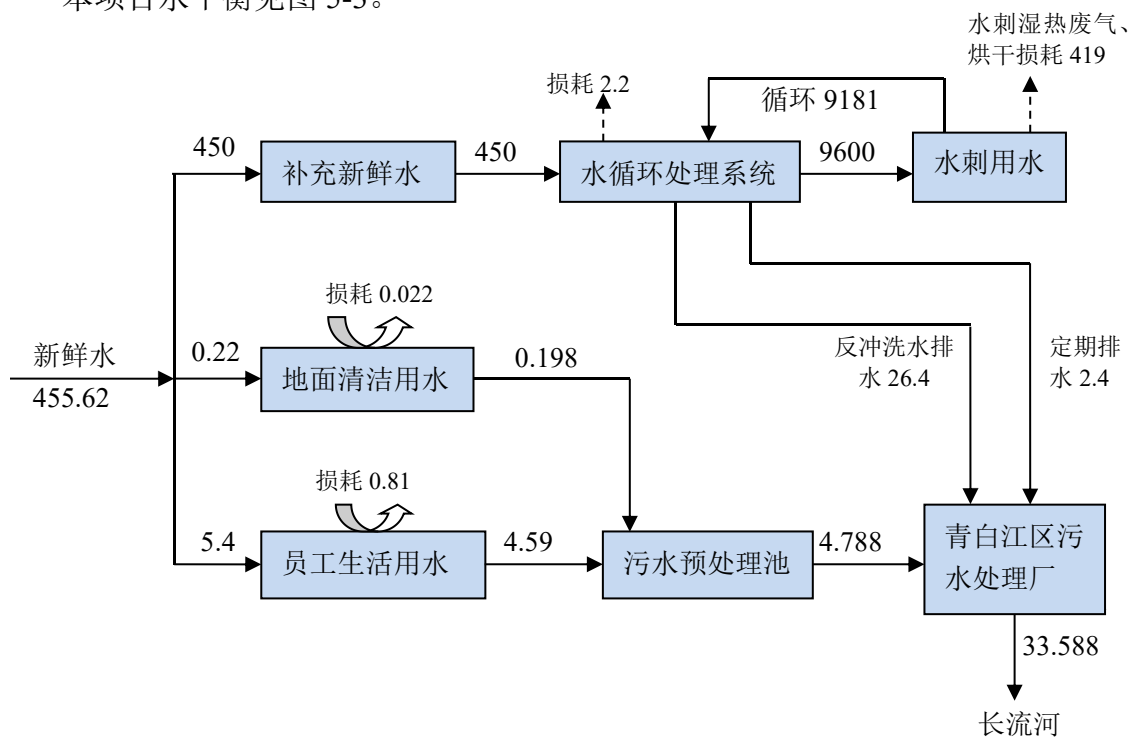 本项目水平衡见图 5-3。
水刺湿热废气、
烘干损耗 419
损耗 2.2
循环 9181
450
补充新鲜水
450
水循环处理系统
9600
水刺用水
损耗 0.022
新鲜水
455.62
0.22
地面清洁用水
0.198
反冲洗水排
水 26.4
定期排
水 2.4
损耗 0.81
5.4
员工生活用水
4.59
污水预处理池
4.788
青白江区污
水处理厂
33.588
长流河